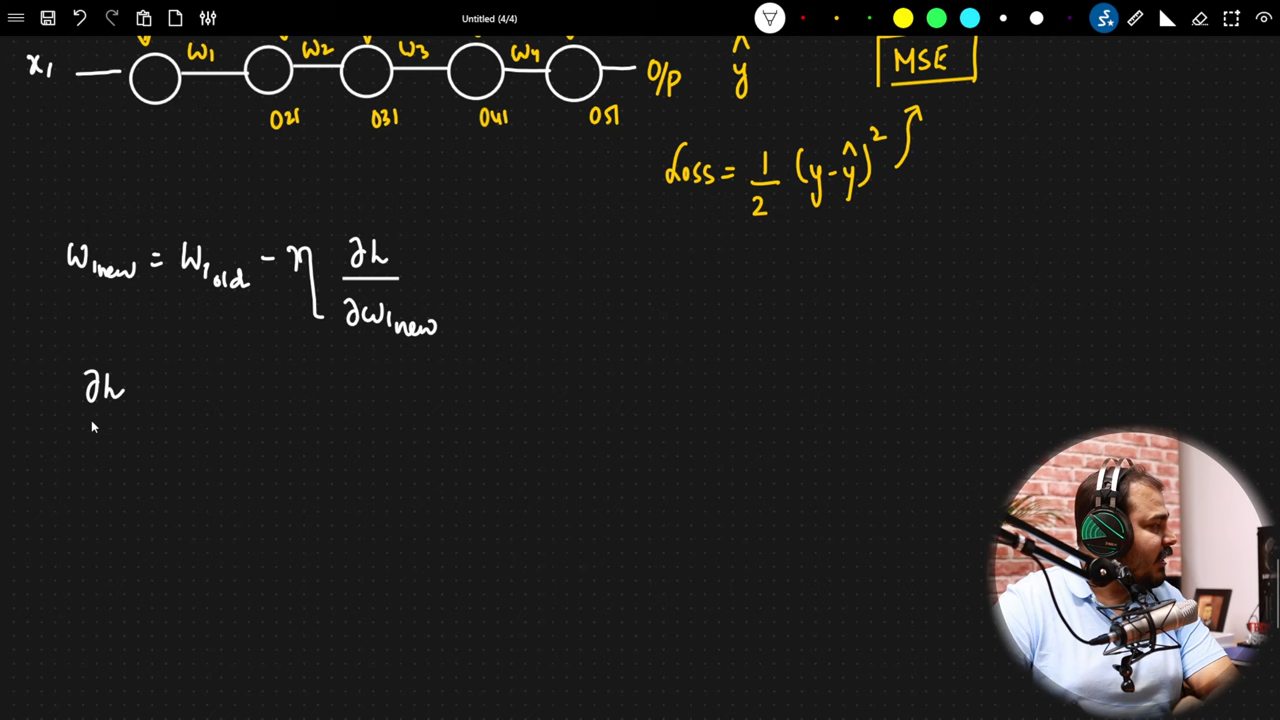 Untitled (4/4)
x1 w1 w2 w3 w4 O/P ŷ MSE
O21 O31 O41 O51
Loss = 1/2 (y-ŷ)^2
w1new = w1old - η ∂h/∂w1new
∂h